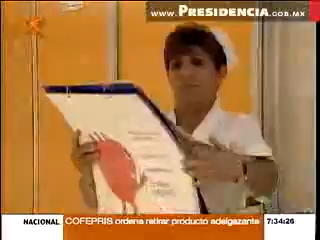 www.PRESIDENCIA.GOB.MX
NACIONAL
COFEPRIS ordena retirar producto adelgazante
7:34:26